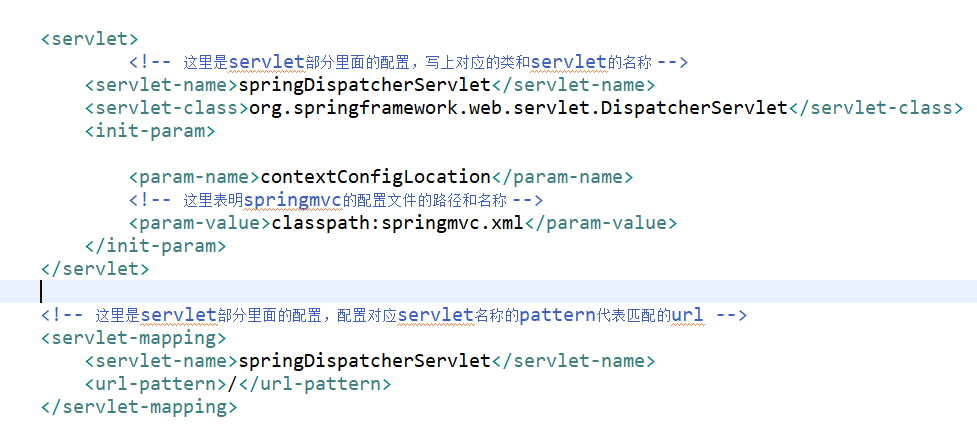 <servlet>
<!-- 这里是servlet部分里面的配置，写上对应的类和servlet的名称 -->
<servlet-name>springDispatcherServlet</servlet-name>
<servlet-class>org.springframework.web.servlet.DispatcherServlet</servlet-class>
<init-param>
<param-name>contextConfigLocation</param-name>
<!-- 这里表明springmvc的配置文件的路径和名称 -->
<param-value>classpath:springmvc.xml</param-value>
</init-param>
</servlet>
<!-- 这里是servlet部分里面的配置，配置对应servlet名称的pattern代表匹配的url -->
<servlet-mapping>
<servlet-name>springDispatcherServlet</servlet-name>
<url-pattern>/</url-pattern>
</servlet-mapping>